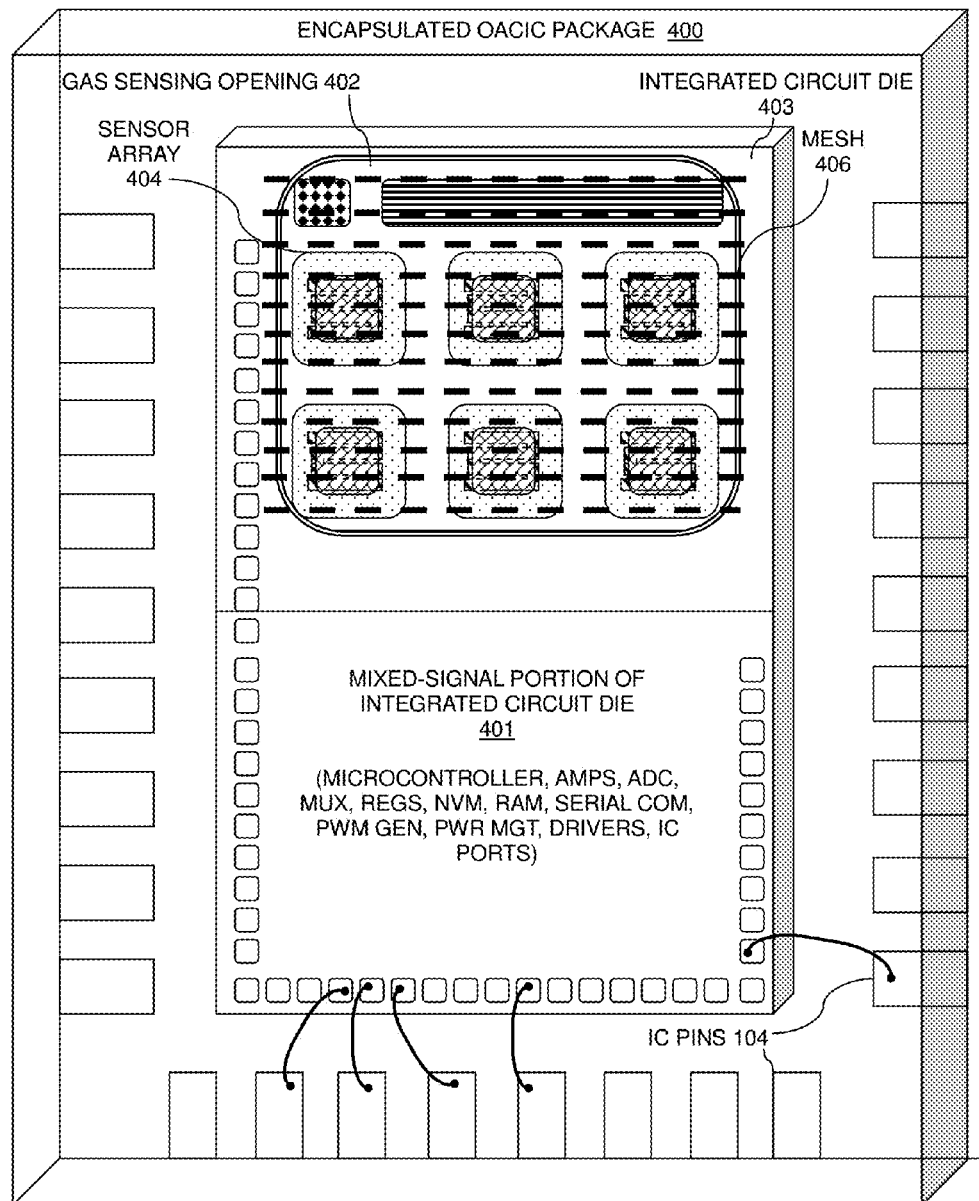 ENCAPSULATED OACIC PACKAGE 400
GAS SENSING OPENING 402
INTEGRATED CIRCUIT DIE
403
SENSOR
ARRAY
404
MESH
406
MIXED-SIGNAL PORTION OF
INTEGRATED CIRCUIT DIE
401
(MICROCONTROLLER, AMPS, ADC,
MUX, REGS, NVM, RAM, SERIAL COM,
PWM GEN, PWR MGT, DRIVERS, IC
PORTS)
IC PINS 104